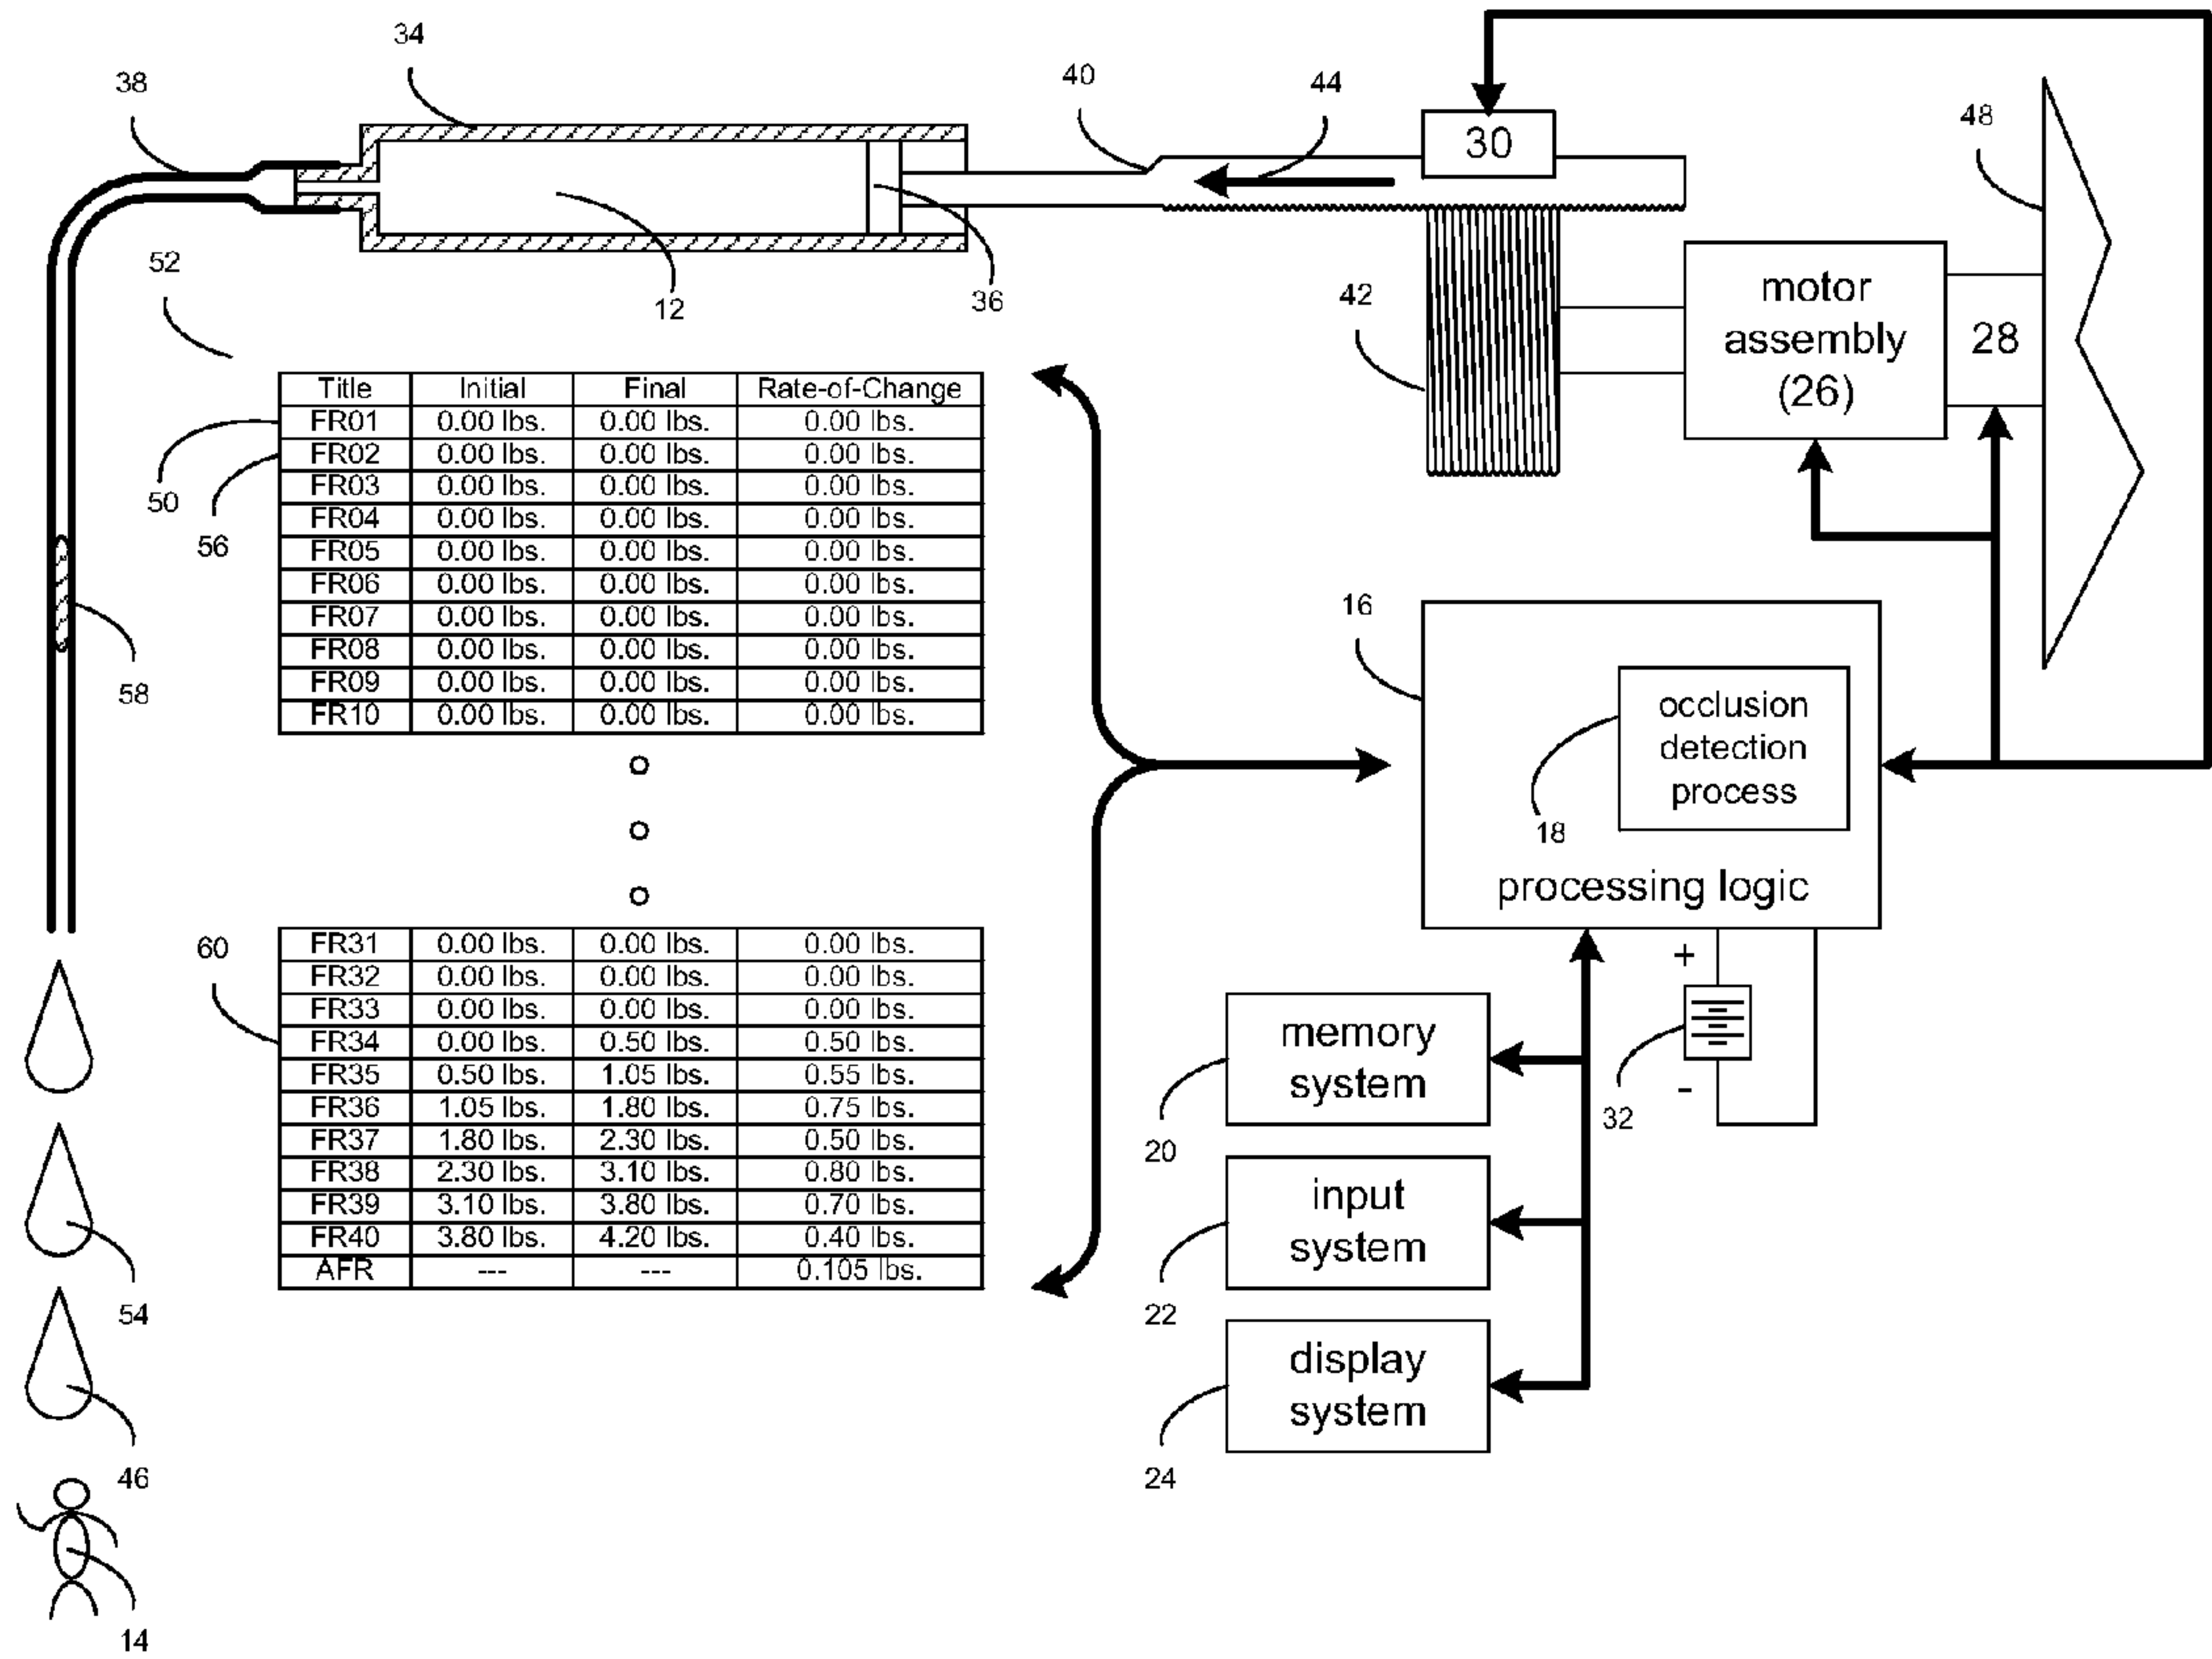 34
38
40
44
30
48
52
12
36
42
motor
assembly
(26)
28
Title Initial Final Rate-of-Change
FR01 0.00 lbs. 0.00 lbs. 0.00 lbs.
FR02 0.00 lbs. 0.00 lbs. 0.00 lbs.
FR03 0.00 lbs. 0.00 lbs. 0.00 lbs.
FR04 0.00 lbs. 0.00 lbs. 0.00 lbs.
FR05 0.00 lbs. 0.00 lbs. 0.00 lbs.
FR06 0.00 lbs. 0.00 lbs. 0.00 lbs.
FR07 0.00 lbs. 0.00 lbs. 0.00 lbs.
FR08 0.00 lbs. 0.00 lbs. 0.00 lbs.
FR09 0.00 lbs. 0.00 lbs. 0.00 lbs.
FR10 0.00 lbs. 0.00 lbs. 0.00 lbs.
50
56
58
16
occlusion
detection
process
18
processing logic
60
FR31 0.00 lbs. 0.00 lbs. 0.00 lbs.
FR32 0.00 lbs. 0.00 lbs. 0.00 lbs.
FR33 0.00 lbs. 0.00 lbs. 0.00 lbs.
FR34 0.00 lbs. 0.50 lbs. 0.50 lbs.
FR35 0.50 lbs. 1.05 lbs. 0.55 lbs.
FR36 1.05 lbs. 1.80 lbs. 0.75 lbs.
FR37 1.80 lbs. 2.30 lbs. 0.50 lbs.
FR38 2.30 lbs. 3.10 lbs. 0.80 lbs.
FR39 3.10 lbs. 3.80 lbs. 0.70 lbs.
FR40 3.80 lbs. 4.20 lbs. 0.40 lbs.
AFR --- --- 0.105 lbs.
+
-
32
memory
system
20
input
system
22
display
system
24
54
46
14